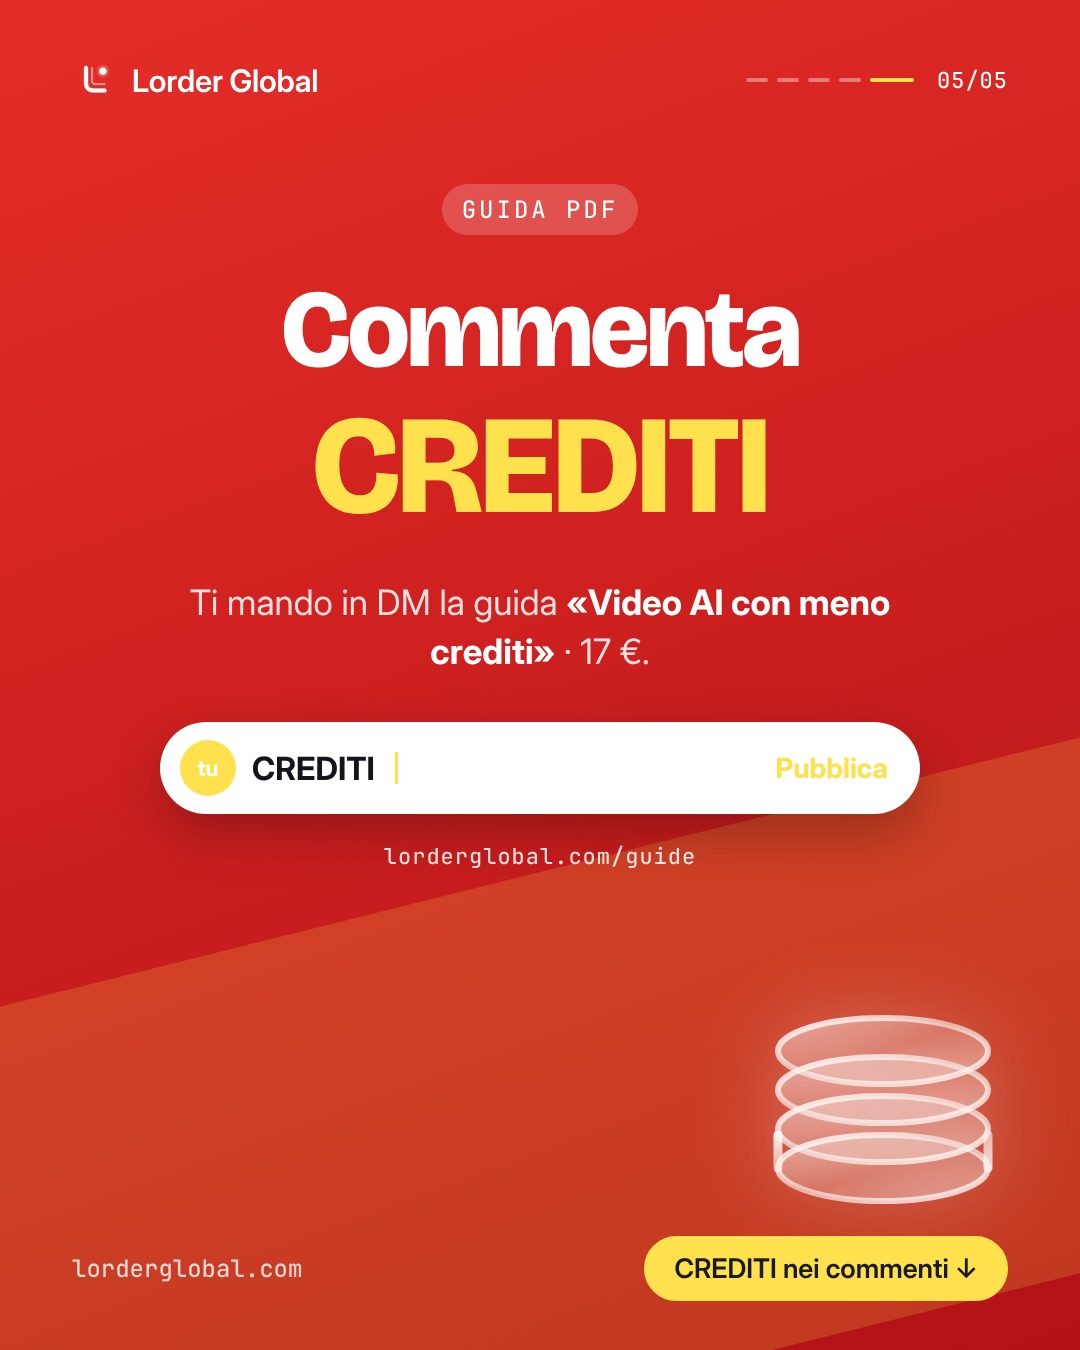 Lorder Global
05/05
GUIDA PDF
Commenta
CREDITI
Ti mando in DM la guida «Video AI con meno
crediti» · 17 €.
tu CREDITI Pubblica
lorderglobal.com/guide
lorderglobal.com
CREDITI nei commenti ↓